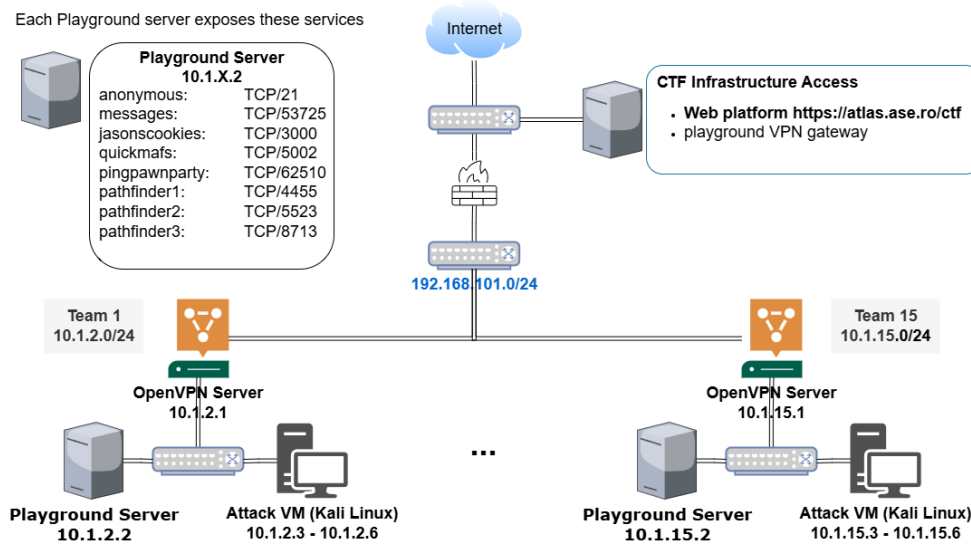 Each Playground server exposes these services
Internet
Playground Server
10.1.X.2
anonymous: TCP/21
messages: TCP/53725
jasonscookies: TCP/3000
quickmafs: TCP/5002
pingpawnparty: TCP/62510
pathfinder1: TCP/4455
pathfinder2: TCP/5523
pathfinder3: TCP/8713
CTF Infrastructure Access
• Web platform https://atlas.ase.ro/ctf
• playground VPN gateway
192.168.101.0/24
Team 1
10.1.2.0/24
Team 15
10.1.15.0/24
OpenVPN Server
10.1.2.1
OpenVPN Server
10.1.15.1
...
Playground Server
10.1.2.2
Attack VM (Kali Linux)
10.1.2.3 - 10.1.2.6
Playground Server
10.1.15.2
Attack VM (Kali Linux)
10.1.15.3 - 10.1.15.6